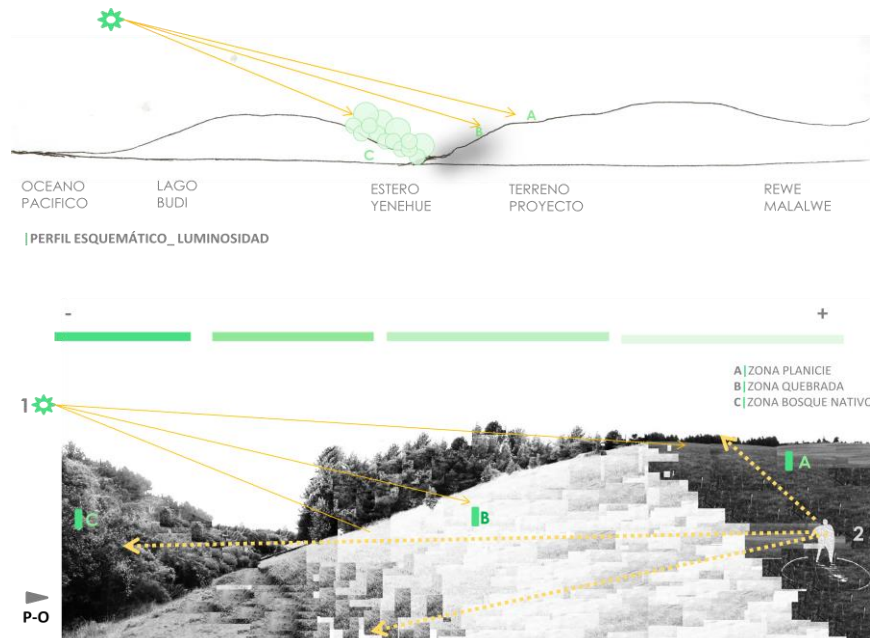 A
B
C
OCEANO
PACIFICO
LAGO
BUDI
ESTERO
YENEHUE
TERRENO
PROYECTO
REWE
MALALWE
|PERFIL ESQUEMÁTICO_ LUMINOSIDAD
- +
A|ZONA PLANICIE
B|ZONA QUEBRADA
C|ZONA BOSQUE NATIVO
1
A
C
B
2
P-O